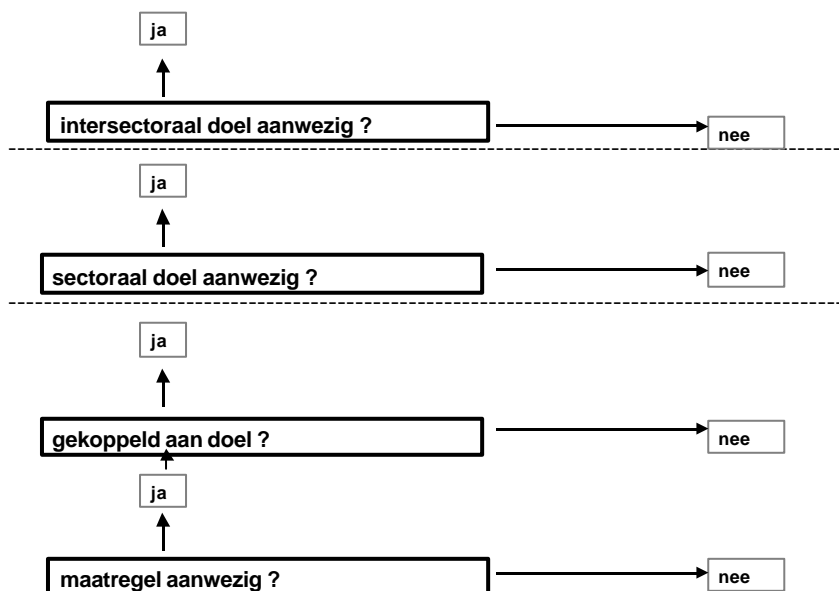 ja
intersectoraal doel aanwezig ?
nee
ja
sectoraal doel aanwezig ?
nee
ja
gekoppeld aan doel ?
nee
ja
maatregel aanwezig ?
nee